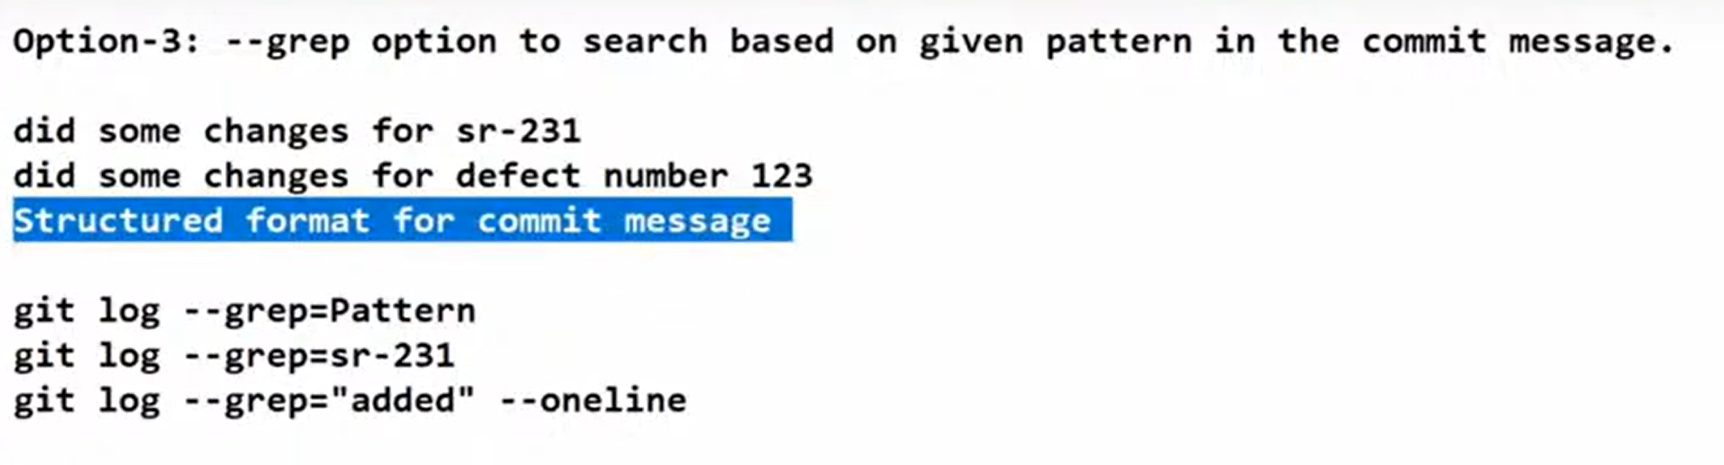 Option-3: --grep option to search based on given pattern in the commit message.
did some changes for sr-231
did some changes for defect number 123
Structured format for commit message
git log --grep=Pattern
git log --grep=sr-231
git log --grep="added" --oneline